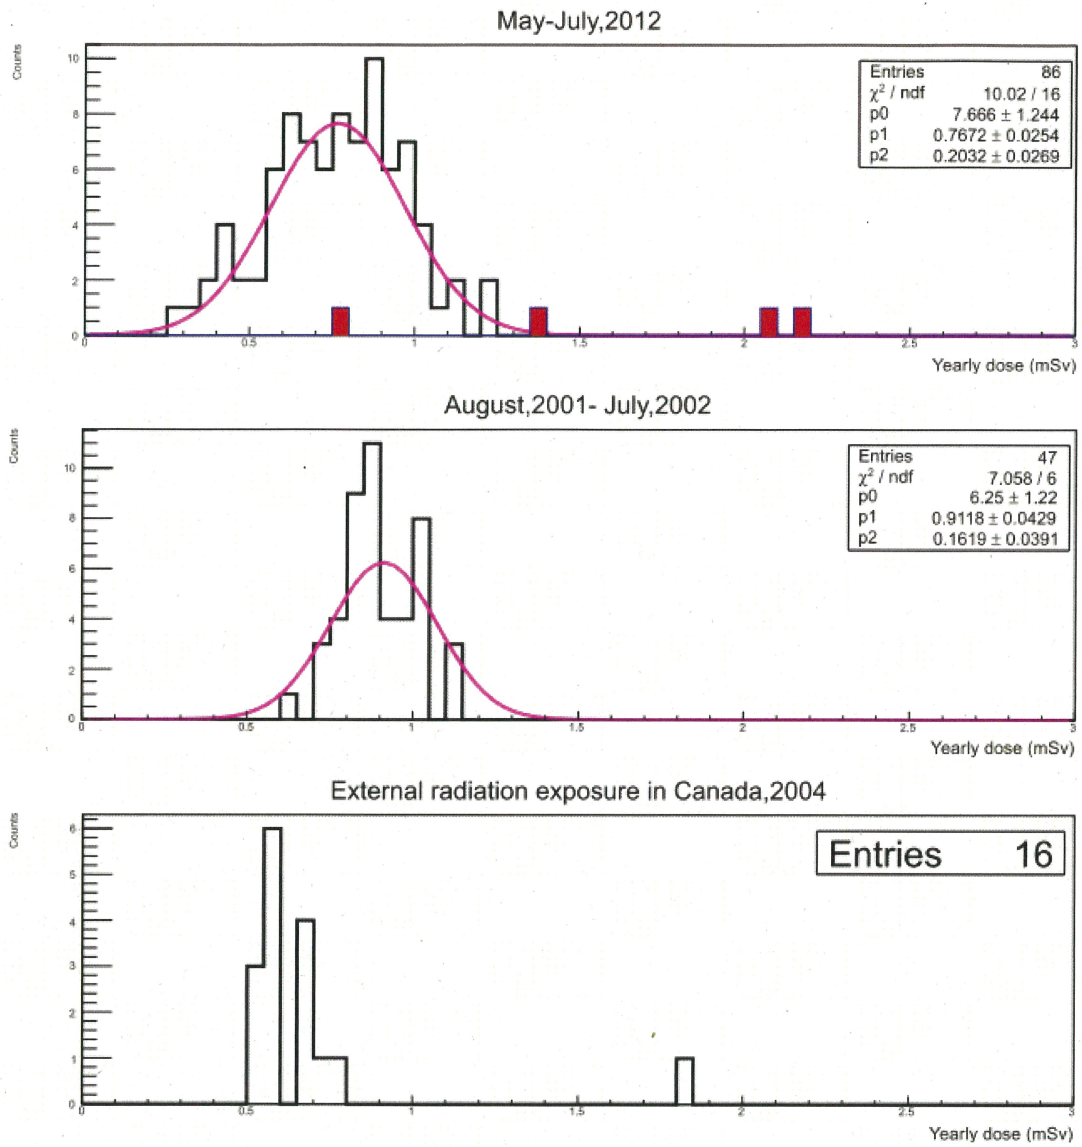 May-July,2012
Counts
Entries 86
χ² / ndf 10.02 / 16
p0 7.666 ± 1.244
p1 0.7672 ± 0.0254
p2 0.2032 ± 0.0269
10
8
6
4
2
0
0 0.5 1 1.5 2 2.5 3
Yearly dose (mSv)
August,2001- July,2002
Counts
Entries 47
χ² / ndf 7.058 / 6
p0 6.25 ± 1.22
p1 0.9118 ± 0.0429
p2 0.1619 ± 0.0391
10
8
6
4
2
0
0 0.5 1 1.5 2 2.5 3
Yearly dose (mSv)
External radiation exposure in Canada,2004
Counts
Entries 16
6
5
4
3
2
1
0
0 0.5 1 1.5 2 2.5 3
Yearly dose (mSv)